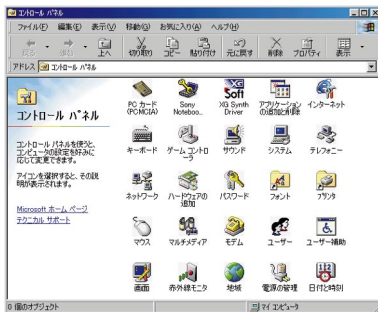 コントロール パネル
ファイル(F) 編集(E) 表示(V) 移動(G) お気に入り(A) ヘルプ(H)
戻る 進む 上へ 切り取り コピー 貼り付け 元に戻す 削除 プロパティ 表示
アドレス コントロール パネル
コントロール パネル
コントロール パネルを使うと、
コンピュータの設定を好みに
応じて変更できます。
アイコンを選択すると、その説
明が表示されます。
Microsoft ホーム ページ
テクニカル サポート
XG
Soft
PC カード
(PCMCIA)
Sony
Noteboo...
XG Synth
Driver
アプリケーション
の追加と削除
インターネット
キーボード
ゲーム コントロ
ーラ
サウンド
システム
テレフォニー
ネットワーク
ハードウェアの
追加
パスワード
フォント
プリンタ
マウス
マルチメディア
モデム
ユーザー
ユーザー補助
画面
赤外線モニタ
地域
電源の管理
日付と時刻
0 個のオブジェクト
マイ コンピュータ